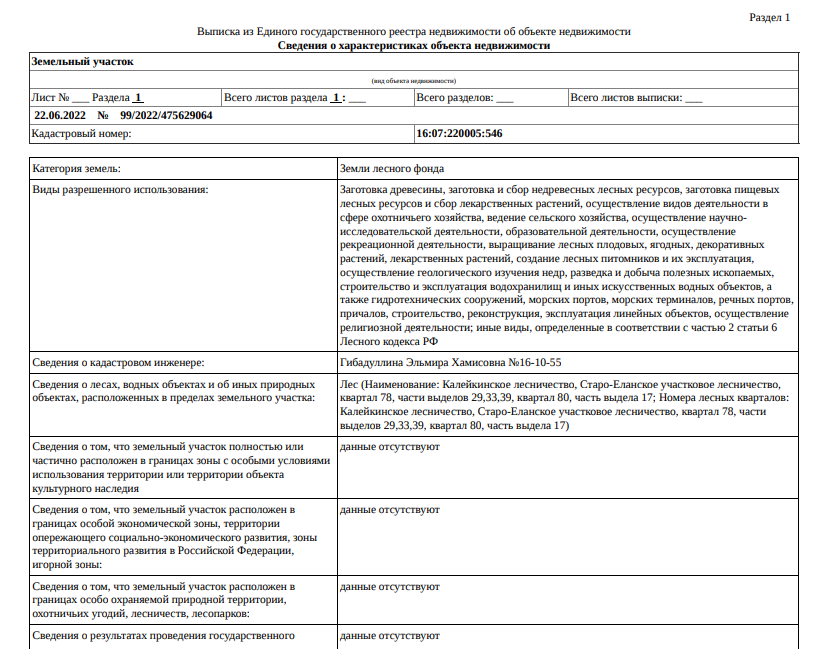 Раздел 1
Выписка из Единого государственного реестра недвижимости об объекте недвижимости
Сведения о характеристиках объекта недвижимости
Земельный участок
(вид объекта недвижимости)
Лист № ___ Раздела 1 Всего листов раздела 1 : ___ Всего разделов: ___ Всего листов выписки: ___
22.06.2022 № 99/2022/475629064
Кадастровый номер: 16:07:220005:546
Категория земель: Земли лесного фонда
Виды разрешенного использования: Заготовка древесины, заготовка и сбор недревесных лесных ресурсов, заготовка пищевых
лесных ресурсов и сбор лекарственных растений, осуществление видов деятельности в
сфере охотничьего хозяйства, ведение сельского хозяйства, осуществление научно-
исследовательской деятельности, образовательной деятельности, осуществление
рекреационной деятельности, выращивание лесных плодовых, ягодных, декоративных
растений, лекарственных растений, создание лесных питомников и их эксплуатация,
осуществление геологического изучения недр, разведка и добыча полезных ископаемых,
строительство и эксплуатация водохранилищ и иных искусственных водных объектов, а
также гидротехнических сооружений, морских портов, морских терминалов, речных портов,
причалов, строительство, реконструкция, эксплуатация линейных объектов, осуществление
религиозной деятельности; иные виды, определенные в соответствии с частью 2 статьи 6
Лесного кодекса РФ
Сведения о кадастровом инженере: Гибадуллина Эльмира Хамисовна №16-10-55
Сведения о лесах, водных объектах и об иных природных
объектах, расположенных в пределах земельного участка:
Лес (Наименование: Калейкинское лесничество, Старо-Еланское участковое лесничество,
квартал 78, части выделов 29,33,39, квартал 80, часть выдела 17; Номера лесных кварталов:
Калейкинское лесничество, Старо-Еланское участковое лесничество, квартал 78, части
выделов 29,33,39, квартал 80, часть выдела 17)
Сведения о том, что земельный участок полностью или
частично расположен в границах зоны с особыми условиями
использования территории или территории объекта
культурного наследия
данные отсутствуют
Сведения о том, что земельный участок расположен в
границах особой экономической зоны, территории
опережающего социально-экономического развития, зоны
территориального развития в Российской Федерации,
игорной зоны:
данные отсутствуют
Сведения о том, что земельный участок расположен в
границах особо охраняемой природной территории,
охотничьих угодий, лесничеств, лесопарков:
данные отсутствуют
Сведения о результатах проведения государственного
данные отсутствуют